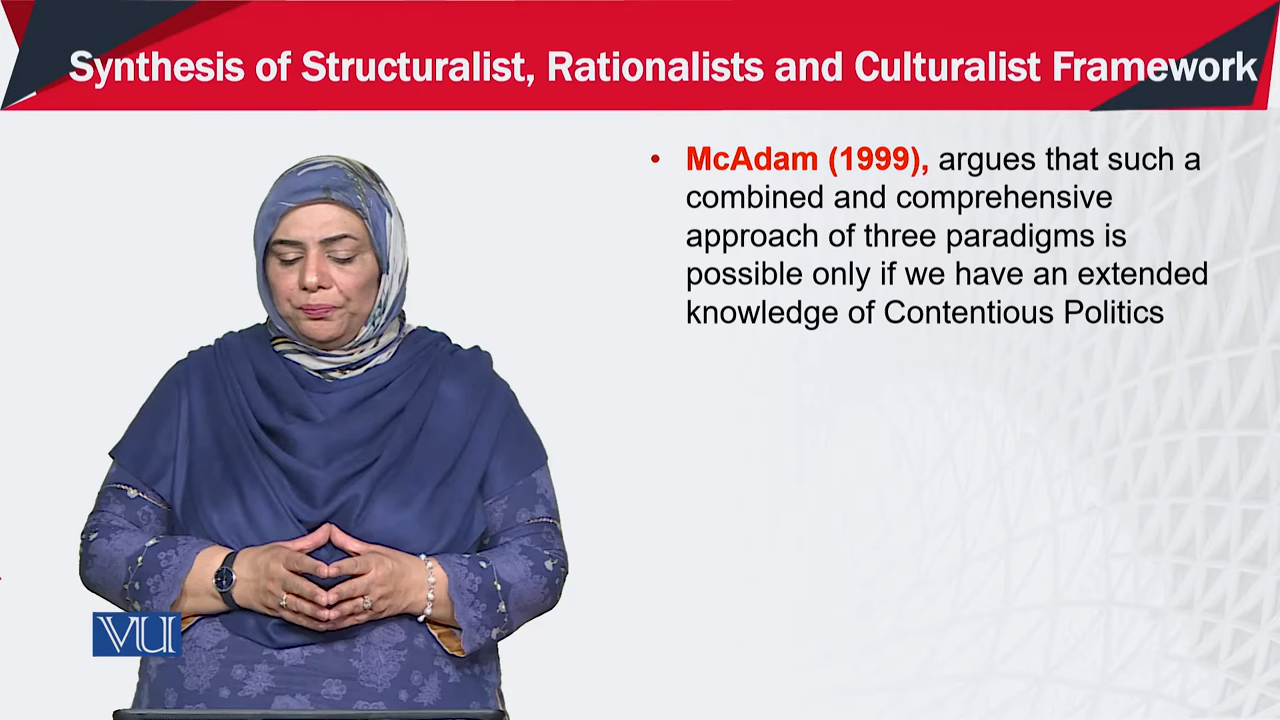 Synthesis of Structuralist, Rationalists and Culturalist Framework
• McAdam (1999), argues that such a
combined and comprehensive
approach of three paradigms is
possible only if we have an extended
knowledge of Contentious Politics
VU